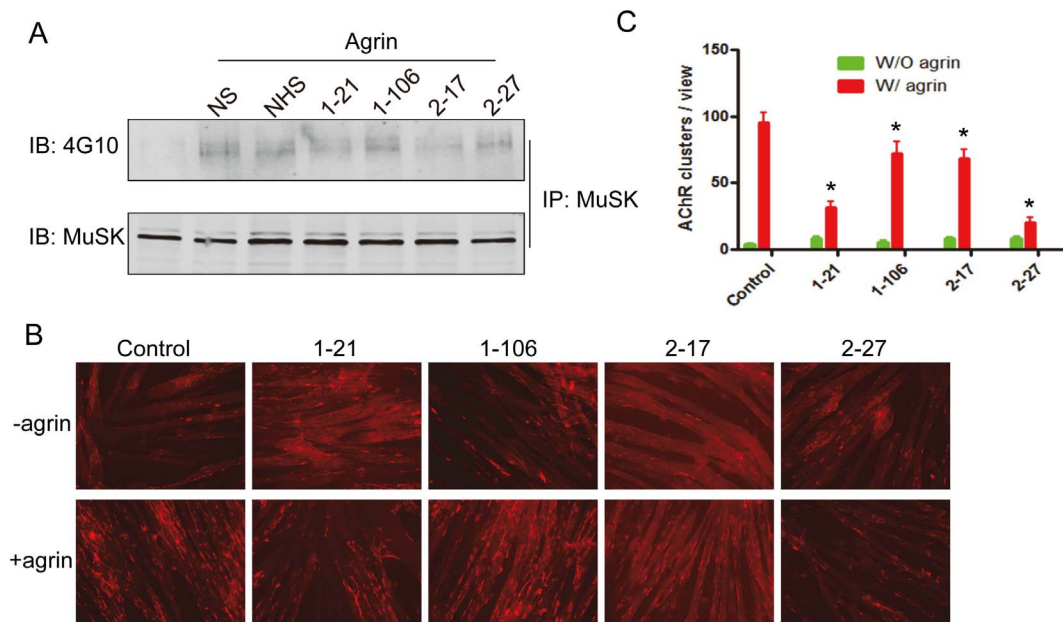 A
Agrin
NS NHS 1-21 1-106 2-17 2-27
IB: 4G10
IB: MuSK
IP: MuSK
C
150
100
50
0
AChR clusters / view
W/O agrin
W/ agrin
*
*
*
*
Control 1-21 1-106 2-17 2-27
B
Control 1-21 1-106 2-17 2-27
-agrin
+agrin